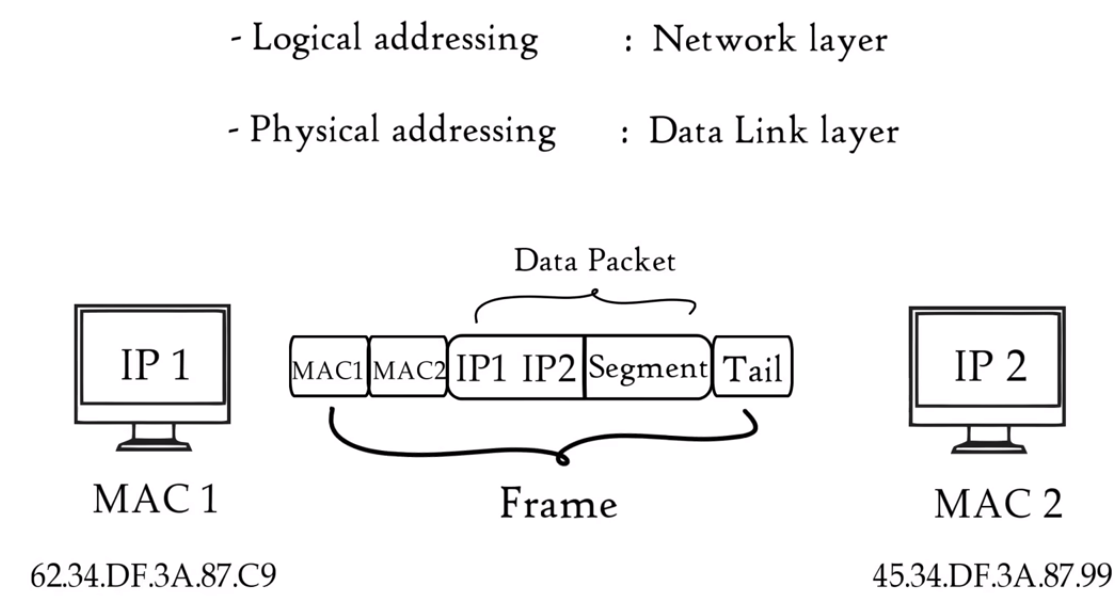 - Logical addressing : Network layer
- Physical addressing : Data Link layer
Data Packet
IP 1
MAC1 MAC2 IP1 IP2 Segment Tail
IP 2
Frame
MAC 1
MAC 2
62.34.DF.3A.87.C9
45.34.DF.3A.87.99